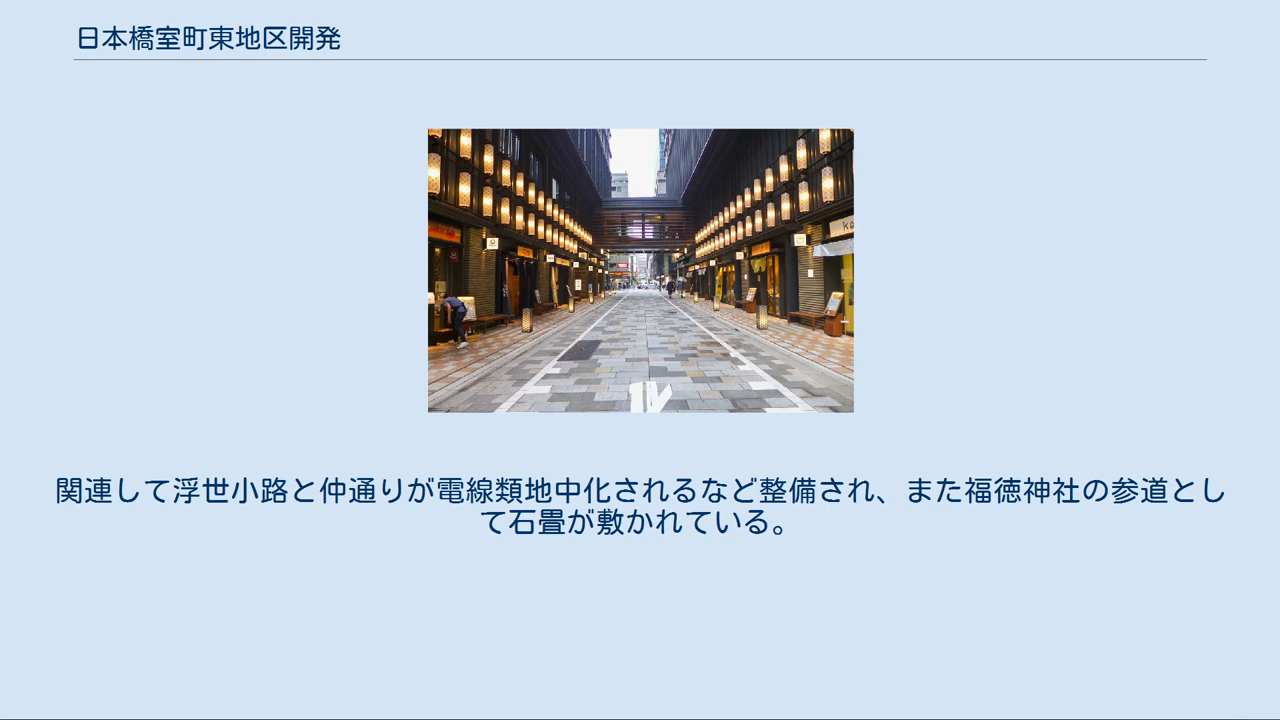 日本橋室町東地区開発
関連して浮世小路と仲通りが電線類地中化されるなど整備され、また福徳神社の参道とし
て石畳が敷かれている。